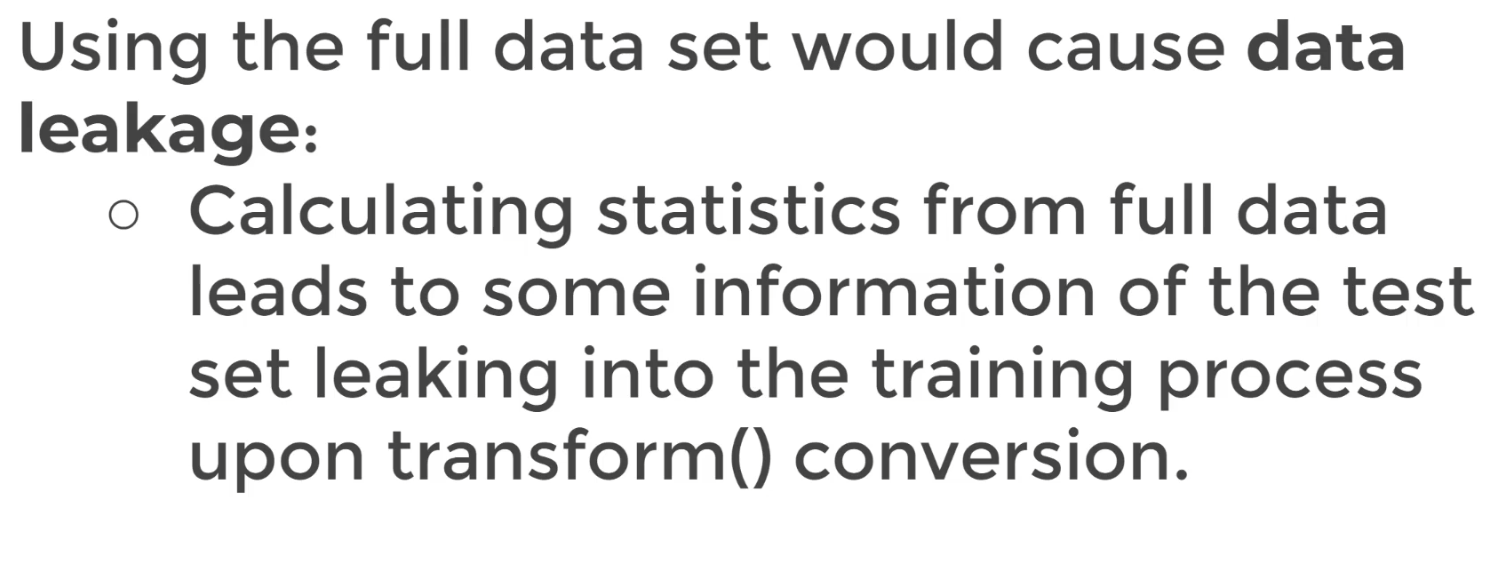 Using the full data set would cause data
leakage:
○ Calculating statistics from full data
leads to some information of the test
set leaking into the training process
upon transform() conversion.